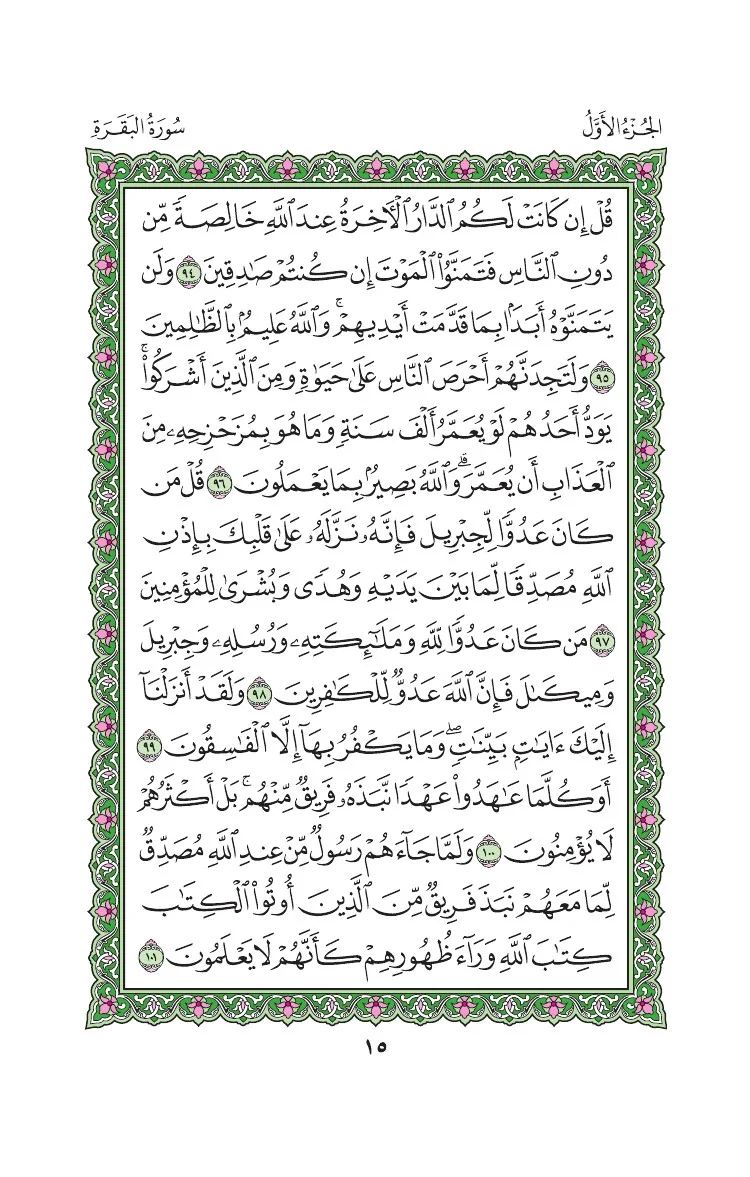 الجُزْءُ الأَوَّلُ
سُورَةُ البَقَرَةِ
قُلْ إِن كَانَتْ لَكُمُ ٱلدَّارُ ٱلْأٓخِرَةُ عِندَ ٱللَّهِ خَالِصَةً مِّن
دُونِ ٱلنَّاسِ فَتَمَنَّوُا۟ ٱلْمَوْتَ إِن كُنتُمْ صَٰدِقِينَ ٩٤ وَلَن
يَتَمَنَّوْهُ أَبَدًۢا بِمَا قَدَّمَتْ أَيْدِيهِمْ ۚ وَٱللَّهُ عَلِيمٌۢ بِٱلظَّٰلِمِينَ
٩٥ وَلَتَجِدَنَّهُمْ أَحْرَصَ ٱلنَّاسِ عَلَىٰ حَيَوٰةٍ وَمِنَ ٱلَّذِينَ أَشْرَكُوا۟ ۚ
يَوَدُّ أَحَدُهُمْ لَوْ يُعَمَّرُ أَلْفَ سَنَةٍ وَمَا هُوَ بِمُزَحْزِحِهِۦ مِنَ
ٱلْعَذَابِ أَن يُعَمَّرَ ۗ وَٱللَّهُ بَصِيرٌۢ بِمَا يَعْمَلُونَ ٩٦ قُلْ مَن
كَانَ عَدُوًّا لِّجِبْرِيلَ فَإِنَّهُۥ نَزَّلَهُۥ عَلَىٰ قَلْبِكَ بِإِذْنِ
ٱللَّهِ مُصَدِّقًا لِّمَا بَيْنَ يَدَيْهِ وَهُدًى وَبُشْرَىٰ لِلْمُؤْمِنِينَ
٩٧ مَن كَانَ عَدُوًّا لِّلَّهِ وَمَلَٰٓئِكَتِهِۦ وَرُسُلِهِۦ وَجِبْرِيلَ
وَمِيكَىٰلَ فَإِنَّ ٱللَّهَ عَدُوٌّ لِّلْكَٰفِرِينَ ٩٨ وَلَقَدْ أَنزَلْنَآ
إِلَيْكَ ءَايَٰتٍۭ بَيِّنَٰتٍ ۖ وَمَا يَكْفُرُ بِهَآ إِلَّا ٱلْفَٰسِقُونَ ٩٩
أَوَكُلَّمَا عَٰهَدُوا۟ عَهْدًا نَّبَذَهُۥ فَرِيقٌ مِّنْهُم ۚ بَلْ أَكْثَرُهُمْ
لَا يُؤْمِنُونَ ١٠٠ وَلَمَّا جَآءَهُمْ رَسُولٌ مِّنْ عِندِ ٱللَّهِ مُصَدِّقٌ
لِّمَا مَعَهُمْ نَبَذَ فَرِيقٌ مِّنَ ٱلَّذِينَ أُوتُوا۟ ٱلْكِتَٰبَ
كِتَٰبَ ٱللَّهِ وَرَآءَ ظُهُورِهِمْ كَأَنَّهُمْ لَا يَعْلَمُونَ ١٠١
١٥